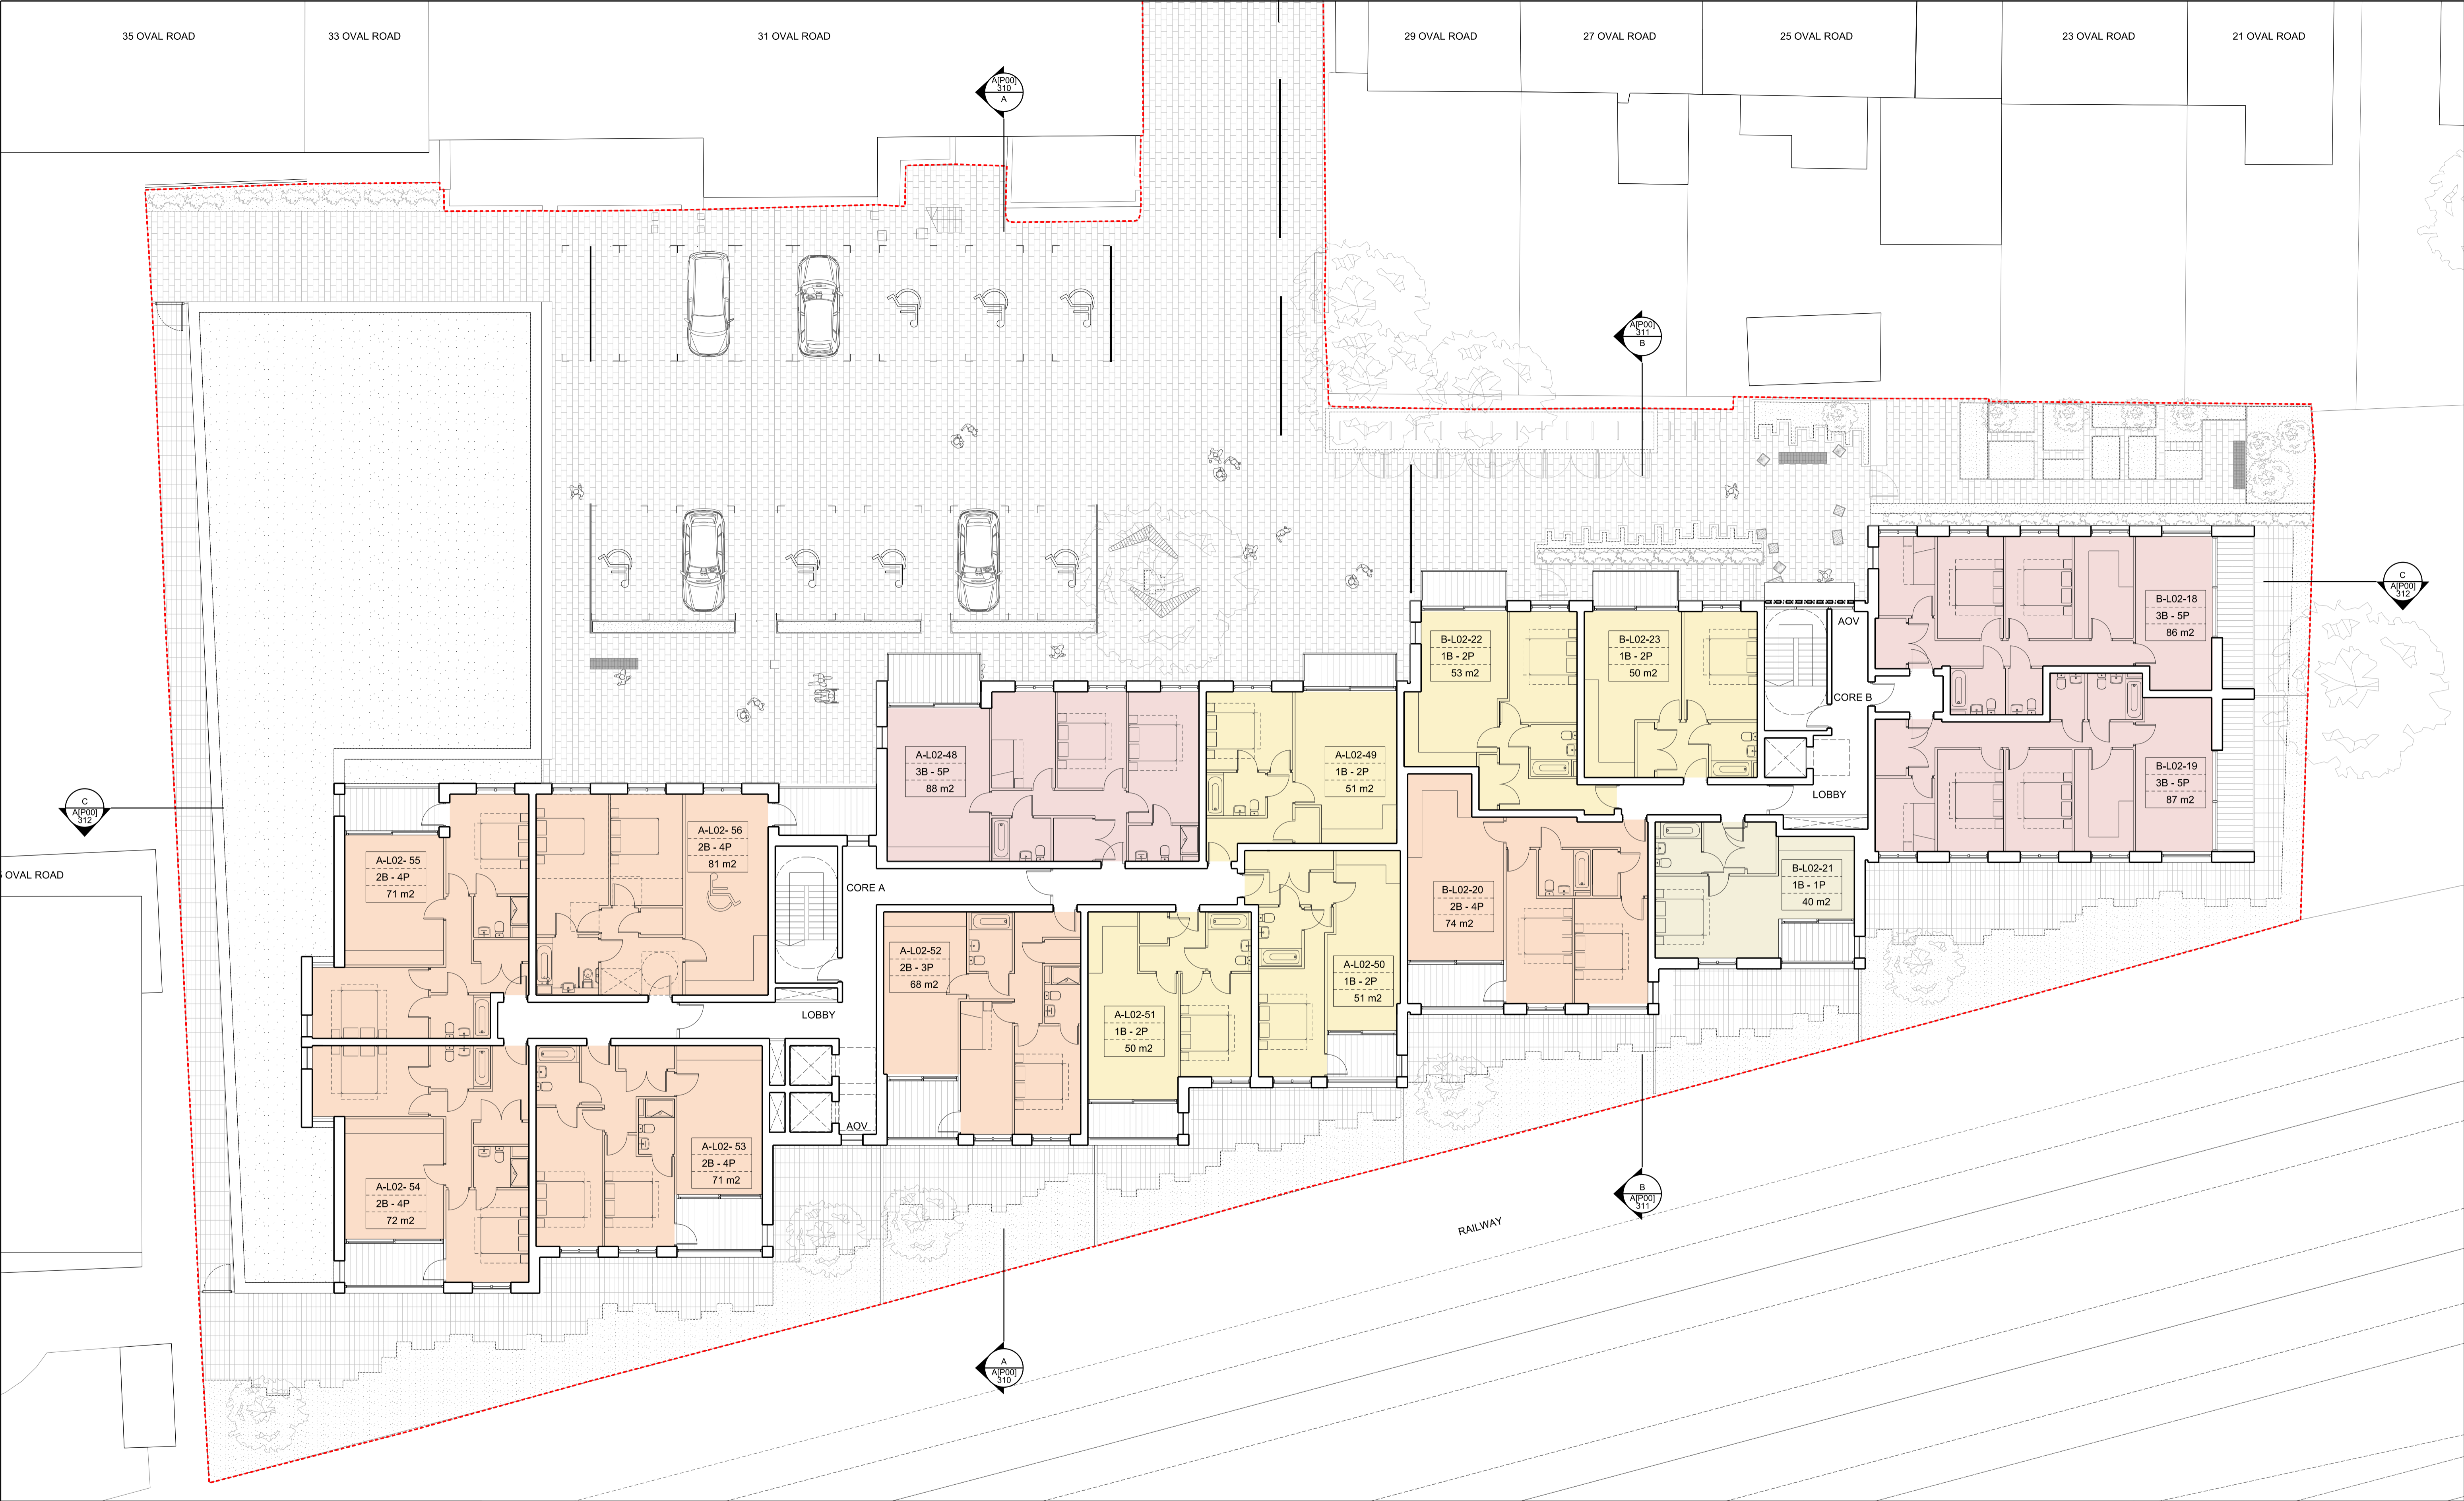 35 OVAL ROAD
33 OVAL ROAD
31 OVAL ROAD
29 OVAL ROAD
27 OVAL ROAD
25 OVAL ROAD
23 OVAL ROAD
21 OVAL ROAD
A[P00]
310
A
A[P00]
311
B
C
A[P00]
312
B-L02-18
3B - 5P
86 m2
B-L02-22
1B - 2P
53 m2
B-L02-23
1B - 2P
50 m2
AOV
CORE B
A-L02-48
3B - 5P
88 m2
A-L02-49
1B - 2P
51 m2
B-L02-19
3B - 5P
87 m2
LOBBY
C
A[P00]
312
A-L02- 56
2B - 4P
81 m2
A-L02- 55
2B - 4P
71 m2
OVAL ROAD
CORE A
B-L02-20
2B - 4P
74 m2
B-L02-21
1B - 1P
40 m2
A-L02-52
2B - 3P
68 m2
A-L02-50
1B - 2P
51 m2
LOBBY
A-L02-51
1B - 2P
50 m2
AOV
A-L02- 53
2B - 4P
71 m2
A-L02- 54
2B - 4P
72 m2
B
A[P00]
311
RAILWAY
A
A[P00]
310